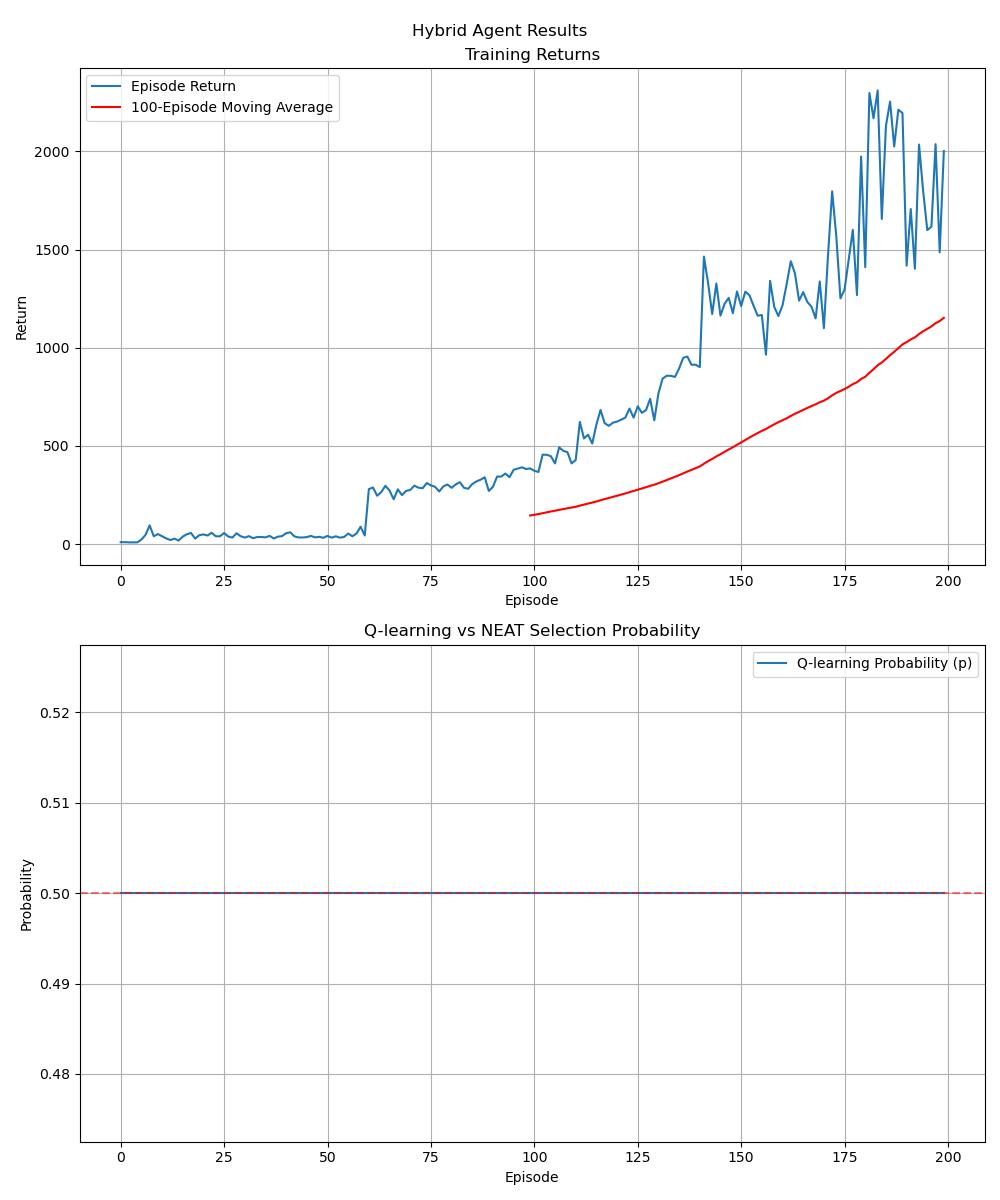 Hybrid Agent Results
Training Returns
Episode Return
100-Episode Moving Average
2000
1500
1000
500
0
Return
0 25 50 75 100 125 150 175 200
Episode
Q-learning vs NEAT Selection Probability
Q-learning Probability (p)
0.52
0.51
0.50
0.49
0.48
Probability
0 25 50 75 100 125 150 175 200
Episode